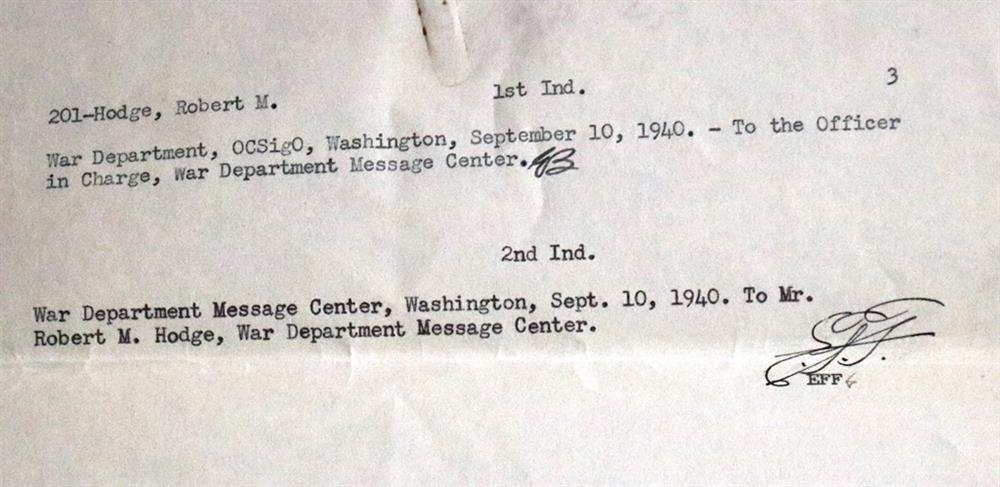 201-Hodge, Robert M. 1st Ind. 3
War Department, OCSigO, Washington, September 10, 1940. - To the Officer
in Charge, War Department Message Center.
2nd Ind.
War Department Message Center, Washington, Sept. 10, 1940. To Mr.
Robert M. Hodge, War Department Message Center.
EFF